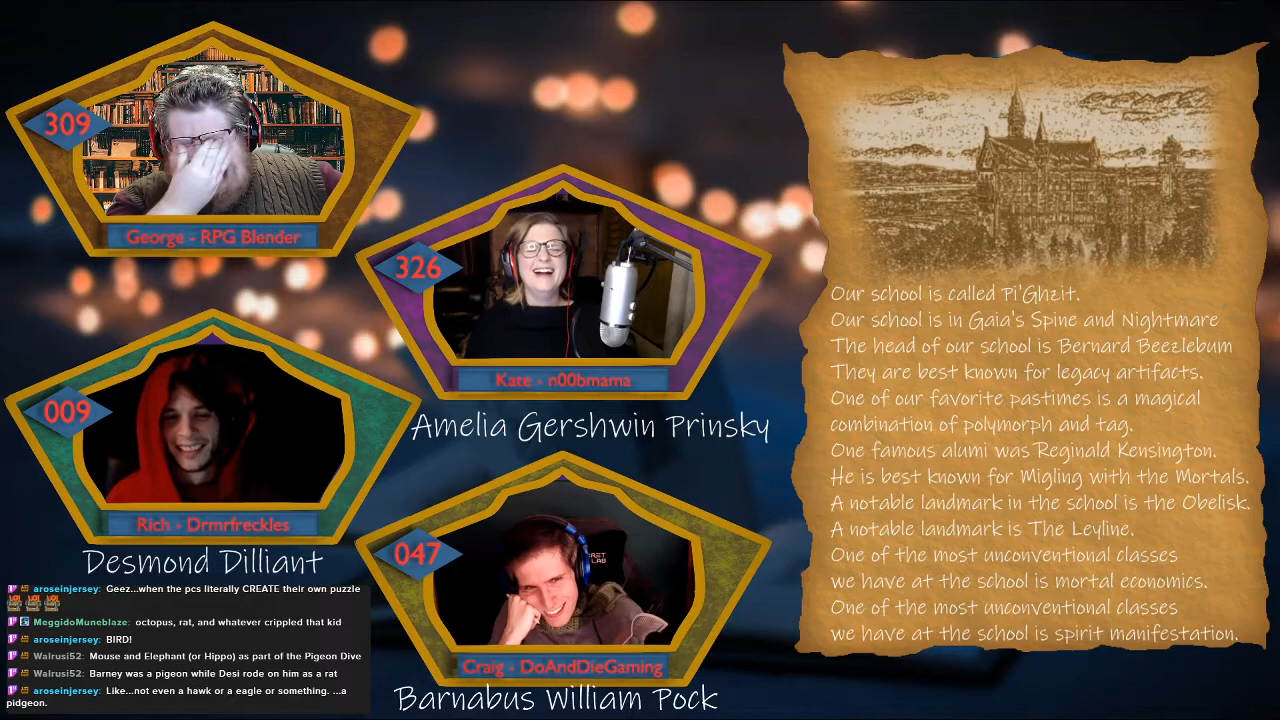 309
George - RPG Blender
326
Kate - n00bmama
Amelia Gershwin Prinsky
009
Rich - Drmrfreckles
Desmond Dilliant
047
SECRET LAB
Craig - DoAndDieGaming
Barnabus William Pock
aroseinjersey: Geez...when the pcs literally CREATE their own puzzle
MeggidoMuneblaze: octopus, rat, and whatever crippled that kid
aroseinjersey: BIRD!
Walrusi52: Mouse and Elephant (or Hippo) as part of the Pigeon Dive
Walrusi52: Barney was a pigeon while Desi rode on him as a rat
aroseinjersey: Like...not even a hawk or a eagle or something. ...a
pidgeon.
Our school is called Pi'Ghzit.
Our school is in Gaia's Spine and Nightmare
The head of our school is Bernard Beezlebum
They are best known for legacy artifacts.
One of our favorite pastimes is a magical
combination of polymorph and tag.
One famous alumi was Reginald Kensington.
He is best known for Migling with the Mortals.
A notable landmark in the school is the Obelisk.
A notable landmark is The Leyline.
One of the most unconventional classes
we have at the school is mortal economics.
One of the most unconventional classes
we have at the school is spirit manifestation.